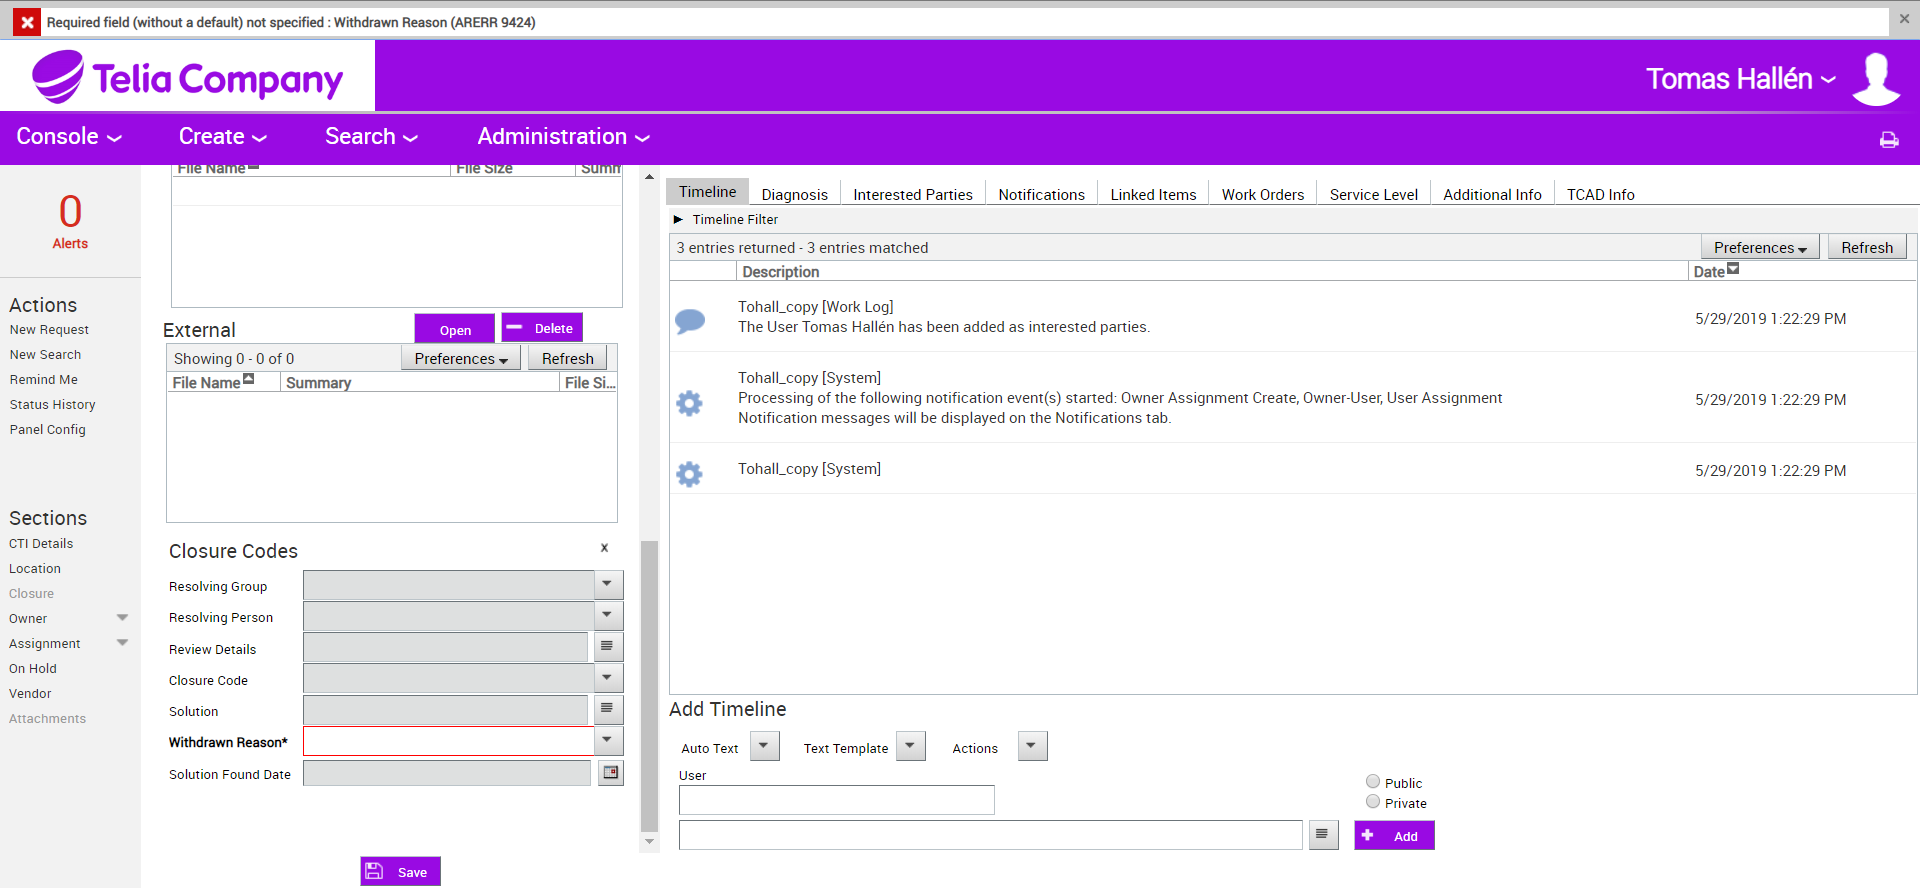 Required field (without a default) not specified : Withdrawn Reason (ARERR 9424)
Telia Company
Tomas Hallén
Console
Create
Search
Administration
0
Alerts
Actions
New Request
New Search
Remind Me
Status History
Panel Config
Sections
CTI Details
Location
Closure
Owner
Assignment
On Hold
Vendor
Attachments
File Name
File Size
Summ
External
Open
Delete
Showing 0 - 0 of 0
Preferences
Refresh
File Name
Summary
File Si...
Closure Codes
x
Resolving Group
Resolving Person
Review Details
Closure Code
Solution
Withdrawn Reason*
Solution Found Date
Save
Timeline
Diagnosis
Interested Parties
Notifications
Linked Items
Work Orders
Service Level
Additional Info
TCAD Info
Timeline Filter
3 entries returned - 3 entries matched
Preferences
Refresh
Description
Date
Tohall_copy [Work Log]
The User Tomas Hallén has been added as interested parties.
5/29/2019 1:22:29 PM
Tohall_copy [System]
Processing of the following notification event(s) started: Owner Assignment Create, Owner-User, User Assignment
Notification messages will be displayed on the Notifications tab.
5/29/2019 1:22:29 PM
Tohall_copy [System]
5/29/2019 1:22:29 PM
Add Timeline
Auto Text
Text Template
Actions
User
Public
Private
Add